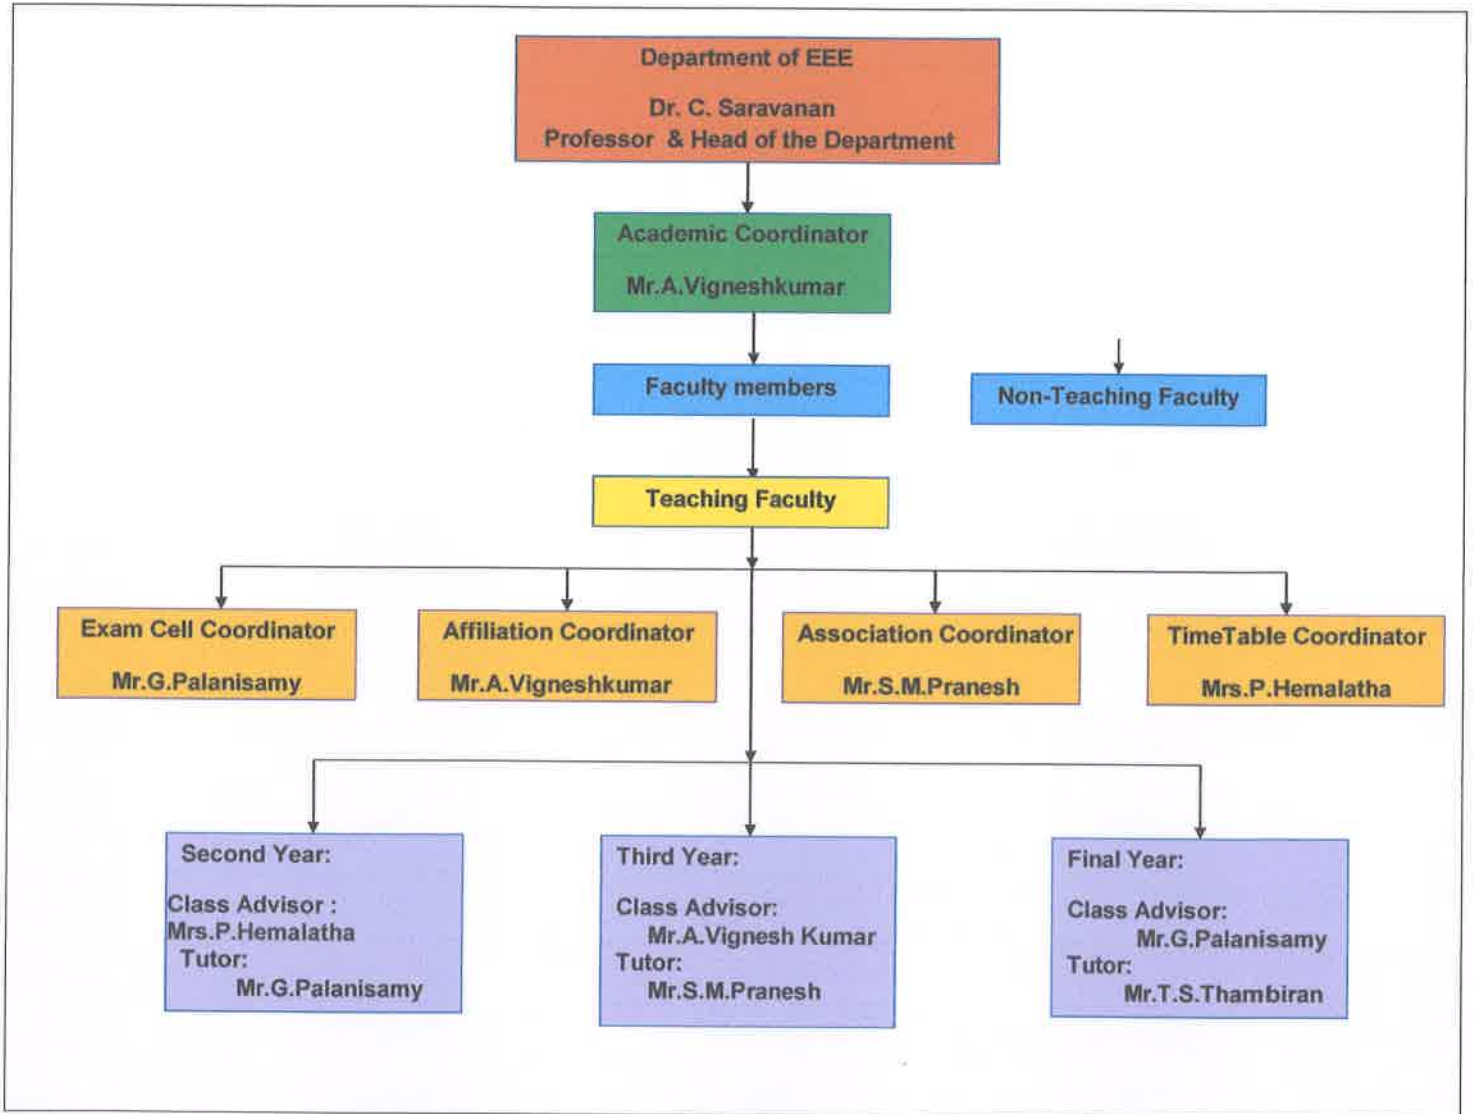 Department of EEE
Dr. C. Saravanan
Professor & Head of the Department
Academic Coordinator
Mr.A.Vigneshkumar
Faculty members
Non-Teaching Faculty
Teaching Faculty
Exam Cell Coordinator
Mr.G.Palanisamy
Affiliation Coordinator
Mr.A.Vigneshkumar
Association Coordinator
Mr.S.M.Pranesh
TimeTable Coordinator
Mrs.P.Hemalatha
Second Year:
Class Advisor :
Mrs.P.Hemalatha
Tutor:
Mr.G.Palanisamy
Third Year:
Class Advisor:
Mr.A.Vignesh Kumar
Tutor:
Mr.S.M.Pranesh
Final Year:
Class Advisor:
Mr.G.Palanisamy
Tutor:
Mr.T.S.Thambiran